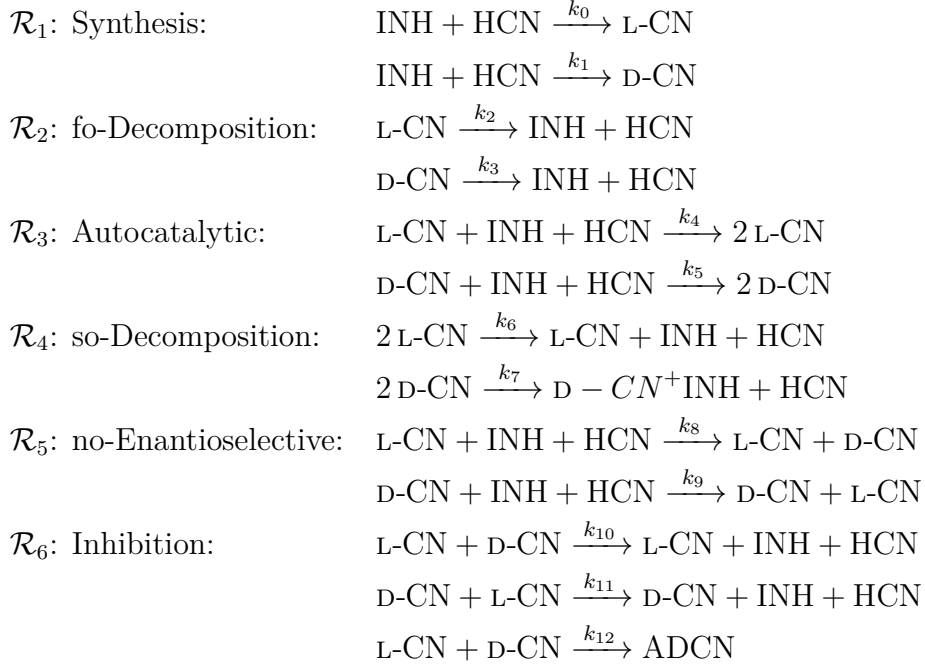 𝓡₁: Synthesis: INH + HCN —k₀→ ʟ-CN
INH + HCN —k₁→ ᴅ-CN
𝓡₂: fo-Decomposition: ʟ-CN —k₂→ INH + HCN
ᴅ-CN —k₃→ INH + HCN
𝓡₃: Autocatalytic: ʟ-CN + INH + HCN —k₄→ 2 ʟ-CN
ᴅ-CN + INH + HCN —k₅→ 2 ᴅ-CN
𝓡₄: so-Decomposition: 2 ʟ-CN —k₆→ ʟ-CN + INH + HCN
2 ᴅ-CN —k₇→ ᴅ − CN⁺INH + HCN
𝓡₅: no-Enantioselective: ʟ-CN + INH + HCN —k₈→ ʟ-CN + ᴅ-CN
ᴅ-CN + INH + HCN —k₉→ ᴅ-CN + ʟ-CN
𝓡₆: Inhibition: ʟ-CN + ᴅ-CN —k₁₀→ ʟ-CN + INH + HCN
ᴅ-CN + ʟ-CN —k₁₁→ ᴅ-CN + INH + HCN
ʟ-CN + ᴅ-CN —k₁₂→ ADCN